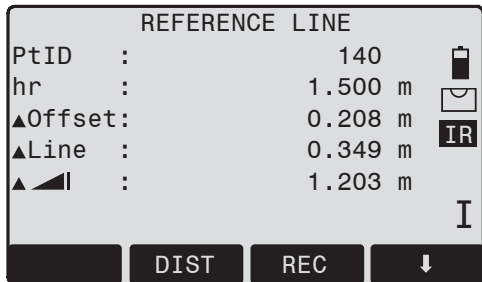 REFERENCE LINE
PtID : 140
hr : 1.500 m
▲Offset: 0.208 m
▲Line : 0.349 m
▲ : 1.203 m
IR
I
DIST REC